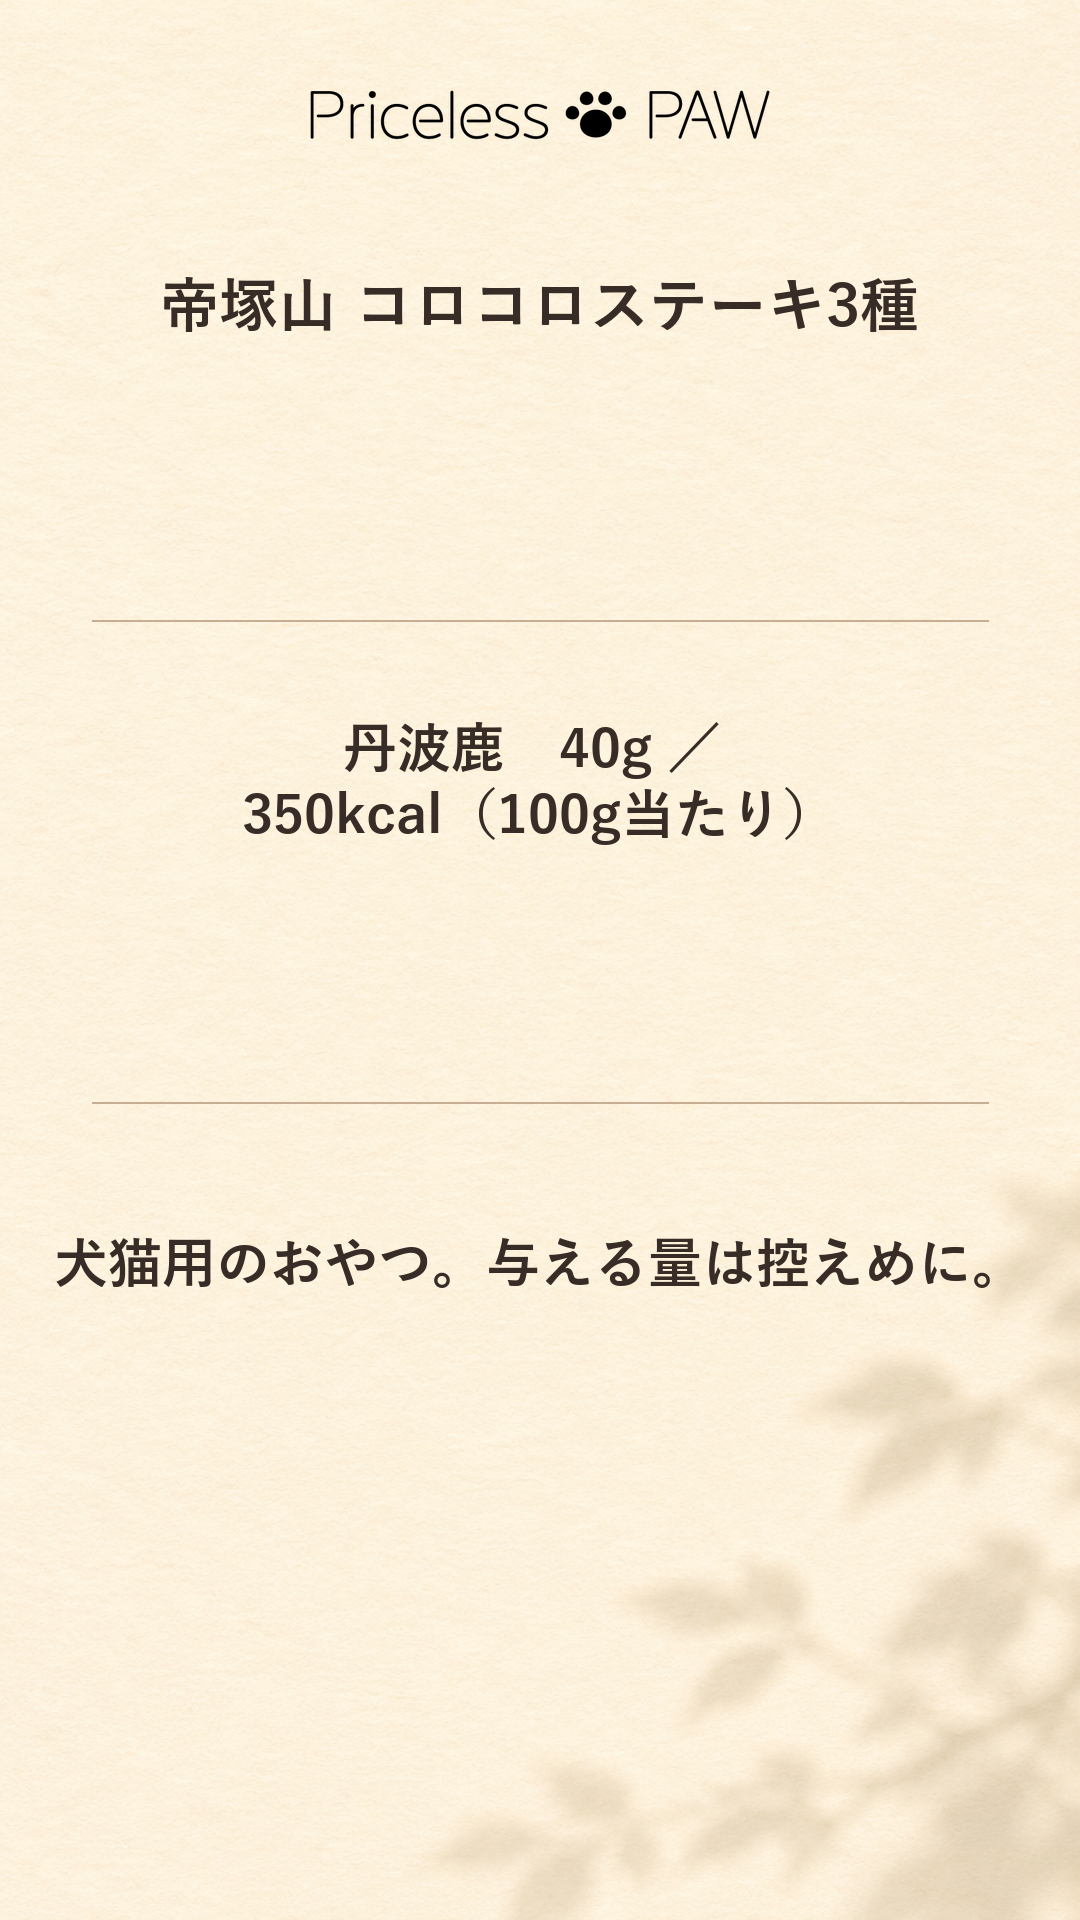 Priceless PAW
帝塚山 コロコロステーキ3種
丹波鹿　40g ／
350kcal（100g当たり）
犬猫用のおやつ。与える量は控えめに。